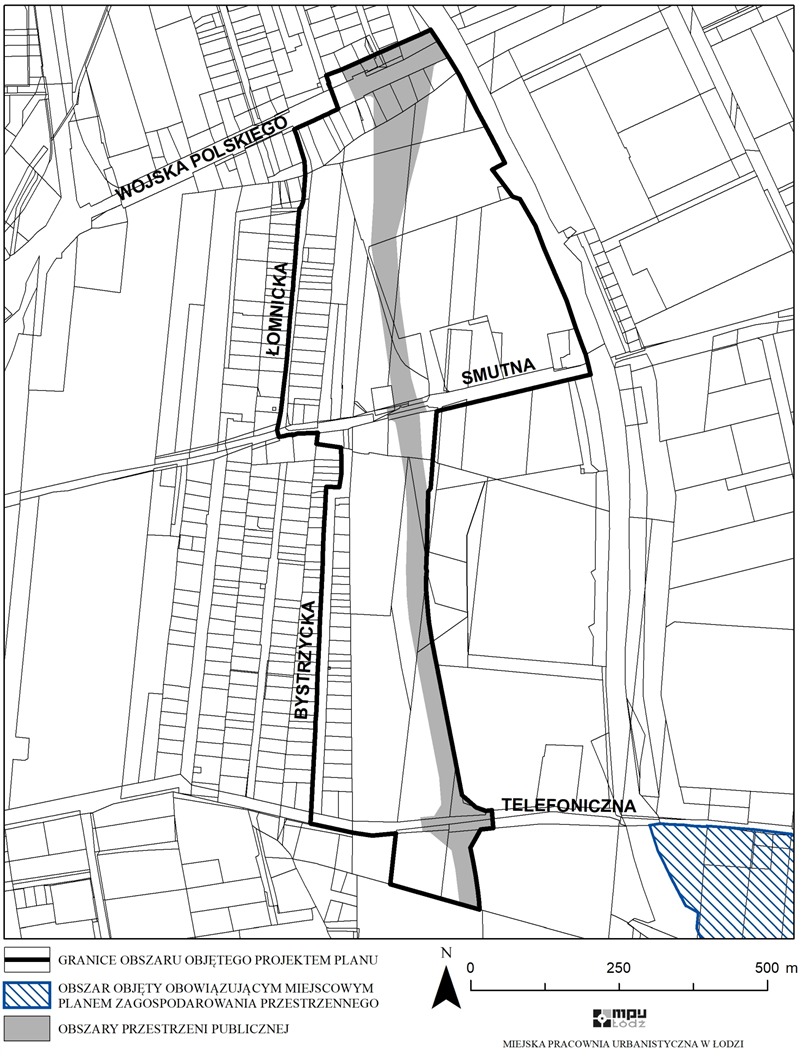 WOJSKA POLSKIEGO
ŁOMNICKA
SMUTNA
BYSTRZYCKA
TELEFONICZNA
GRANICE OBSZARU OBJĘTEGO PROJEKTEM PLANU
OBSZAR OBJĘTY OBOWIĄZUJĄCYM MIEJSCOWYM
PLANEM ZAGOSPODAROWANIA PRZESTRZENNEGO
OBSZARY PRZESTRZENI PUBLICZNEJ
N
0 250 500 m
mpu
Łódź
MIEJSKA PRACOWNIA URBANISTYCZNA W ŁODZI